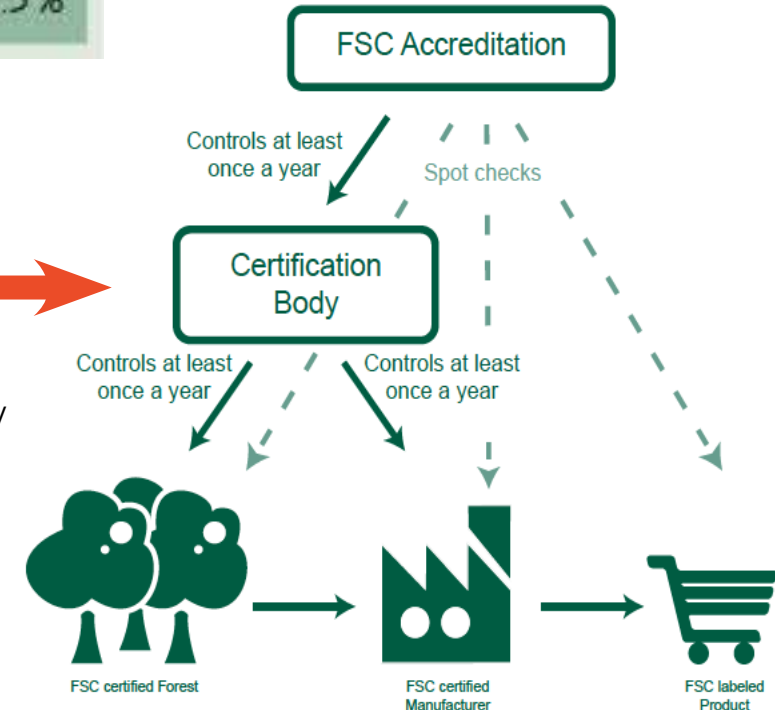 FSC Accreditation
Controls at least
once a year
Spot checks
Certification
Body
Controls at least
once a year
Controls at least
once a year
FSC certified Forest
FSC certified
Manufacturer
FSC labeled
Product